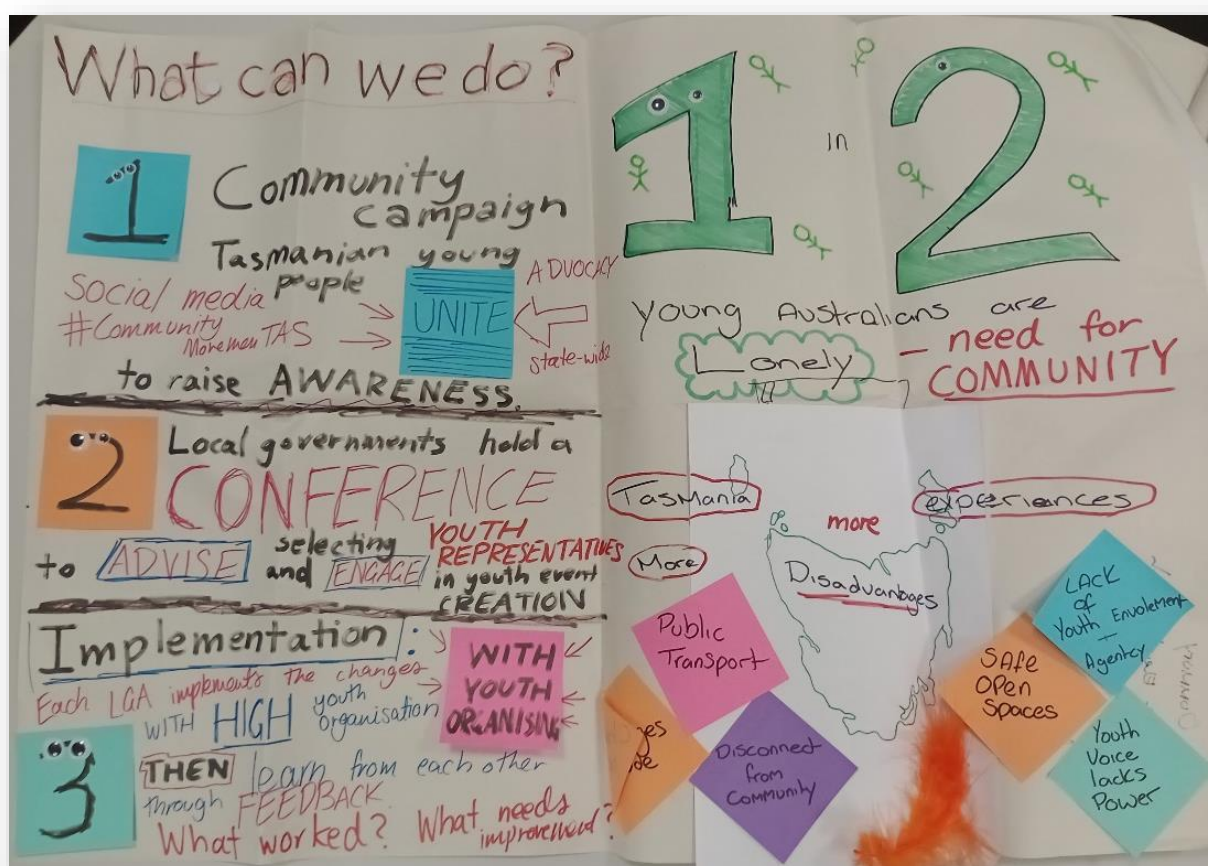 What can we do?
1
Community
campaign
Tasmanian young
people
Social media
#Community
MovemenTAS
UNITE
ADVOCACY
state-wide
to raise AWARENESS.
2
Local governments hold a
CONFERENCE
to ADVISE selecting
and ENGAGE
YOUTH
REPRESENTATIVES
in youth event
CREATION
Implementation:
Each LGA implements the changes
WITH HIGH youth
organisation
WITH
YOUTH
ORGANISING
3
THEN learn from each other
through FEEDBACK
What worked? What needs
improvement?
1 in 2
Young Australians are
Lonely
- need for
COMMUNITY
Tasmania
experiences
more
More
Disadvantages
Public
Transport
Disconnect
from
Community
LACK
of
Youth Envolement
+
Agentcy
SAfe
OPen
Spaces
Youth
Voice
lacks
Power